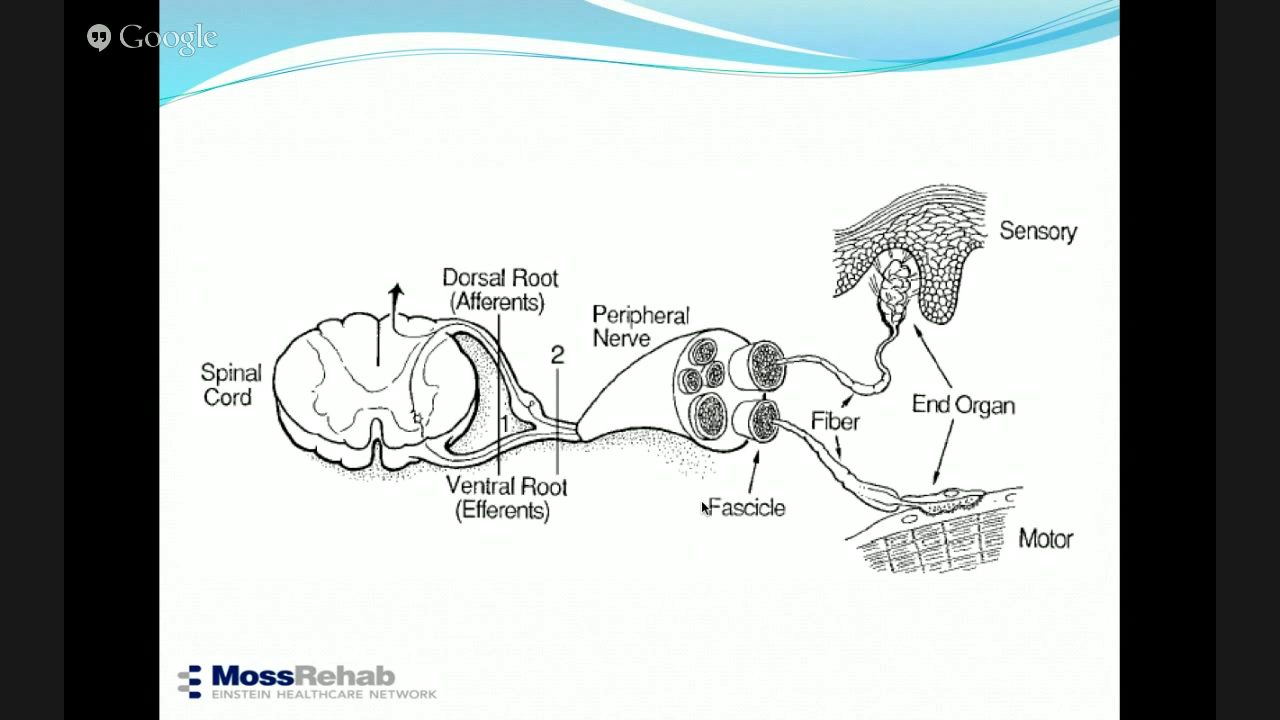 Google
Sensory
Dorsal Root
(Afferents)
Peripheral
Nerve
2
Spinal
Cord
End Organ
Fiber
1
Ventral Root
(Efferents)
Fascicle
Motor
MossRehab
EINSTEIN HEALTHCARE NETWORK